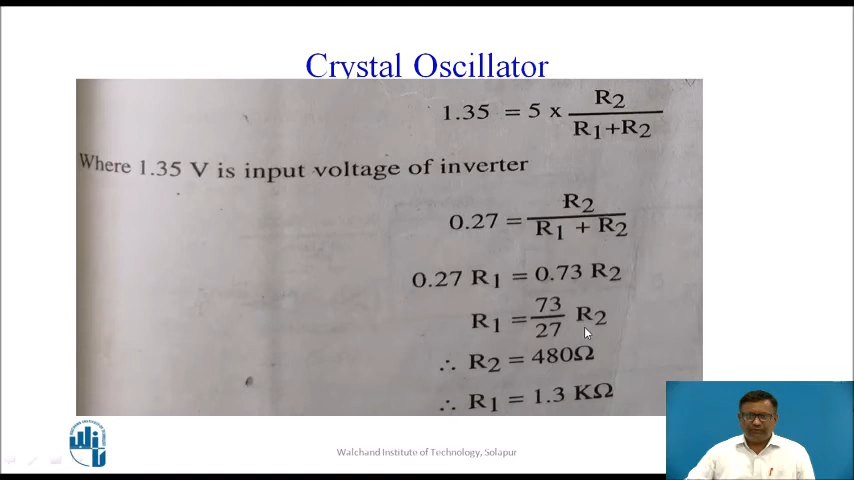 Crystal Oscillator
1.35 = 5 x R2 / R1+R2
Where 1.35 V is input voltage of inverter
0.27 = R2 / R1 + R2
0.27 R1 = 0.73 R2
R1 = 73 / 27 R2
∴ R2 = 480Ω
∴ R1 = 1.3 KΩ
Walchand Institute of Technology, Solapur